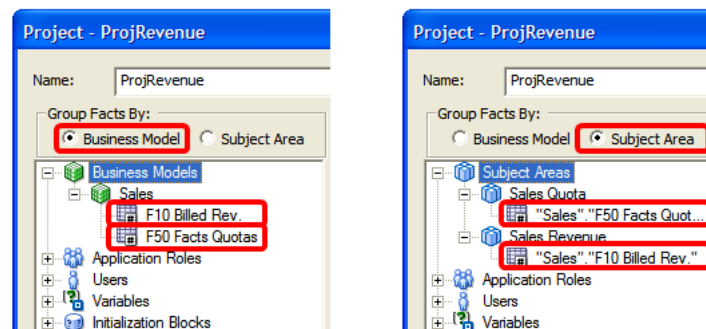 Project - ProjRevenue
Name: ProjRevenue
Group Facts By:
Business Model Subject Area
Business Models
Sales
F10 Billed Rev.
F50 Facts Quotas
Application Roles
Users
Variables
Initialization Blocks
Project - ProjRevenue
Name: ProjRevenue
Group Facts By:
Business Model Subject Area
Subject Areas
Sales Quota
"Sales"."F50 Facts Quot...
Sales Revenue
"Sales"."F10 Billed Rev."
Application Roles
Users
Variables